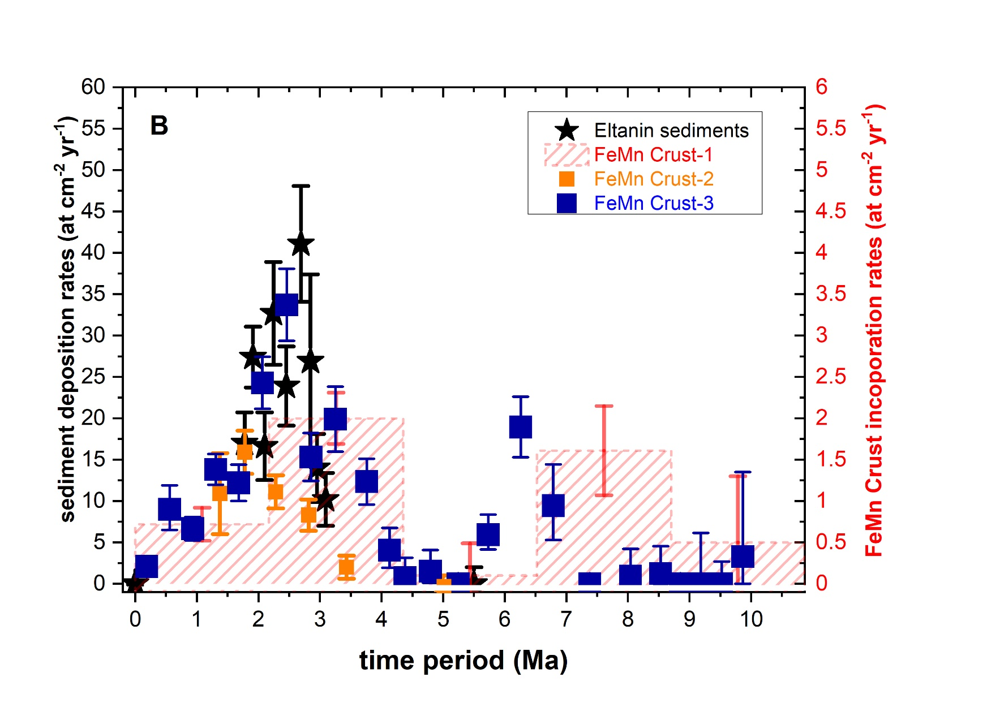 B
Eltanin sediments
FeMn Crust-1
FeMn Crust-2
FeMn Crust-3
sediment deposition rates (at cm-2 yr-1)
60
55
50
45
40
35
30
25
20
15
10
5
0
6
5.5
5
4.5
4
3.5
3
2.5
2
1.5
1
0.5
0
FeMn Crust incoporation rates (at cm-2 yr-1)
0 1 2 3 4 5 6 7 8 9 10
time period (Ma)